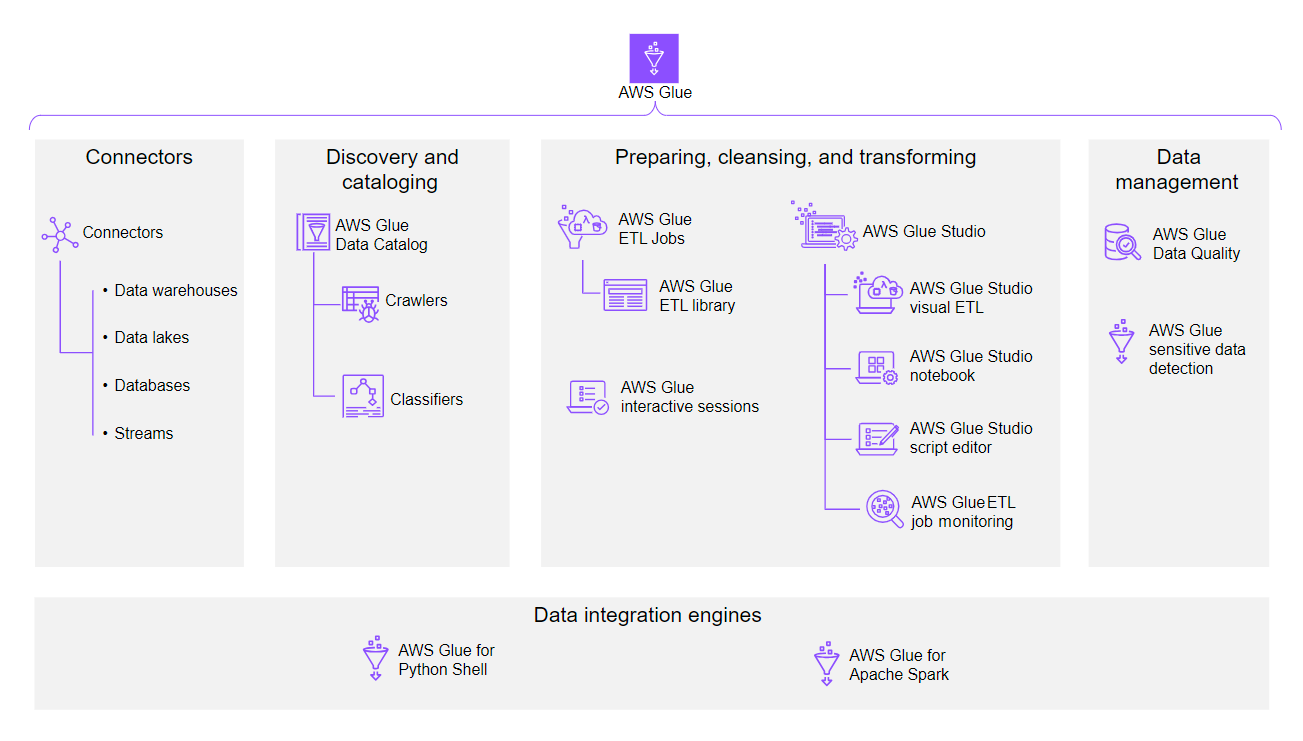 AWS Glue
Connectors
Connectors
• Data warehouses
• Data lakes
• Databases
• Streams
Discovery and
cataloging
AWS Glue
Data Catalog
Crawlers
Classifiers
Preparing, cleansing, and transforming
AWS Glue
ETL Jobs
AWS Glue
ETL library
AWS Glue
interactive sessions
AWS Glue Studio
AWS Glue Studio
visual ETL
AWS Glue Studio
notebook
AWS Glue Studio
script editor
AWS Glue ETL
job monitoring
Data
management
AWS Glue
Data Quality
AWS Glue
sensitive data
detection
Data integration engines
AWS Glue for
Python Shell
AWS Glue for
Apache Spark